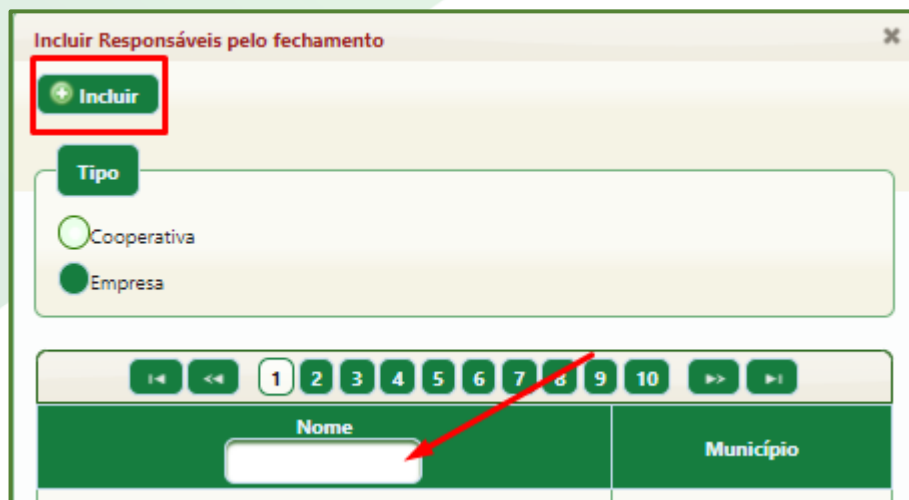 Incluir Responsáveis pelo fechamento
Incluir
Tipo
Cooperativa
Empresa
1 2 3 4 5 6 7 8 9 10
Nome
Município